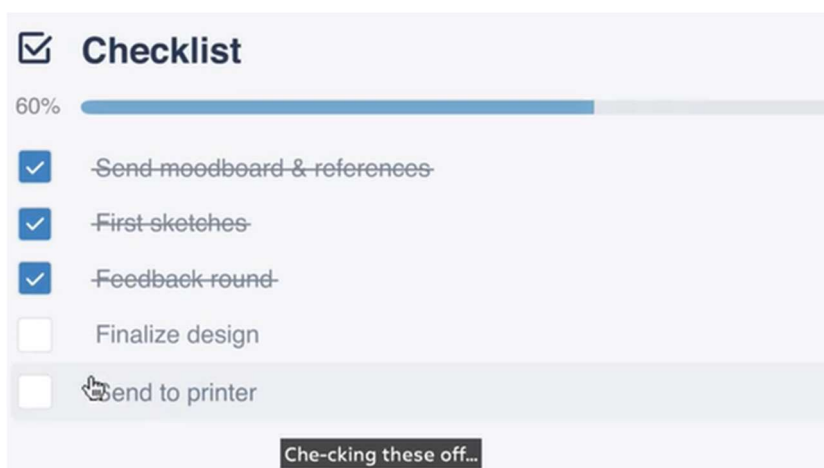 Checklist
60%
Send moodboard & references
First sketches
Feedback round
Finalize design
Send to printer
Che-cking these off...